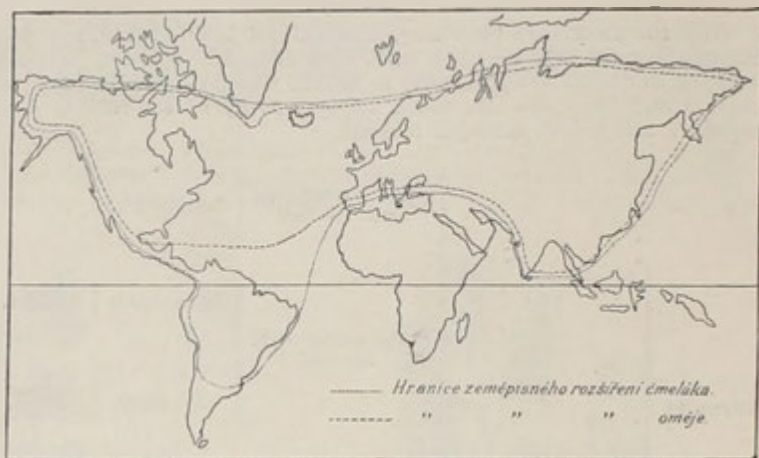 Hranice zeměpisného rozšíření čmeláka.
" " " oměje.